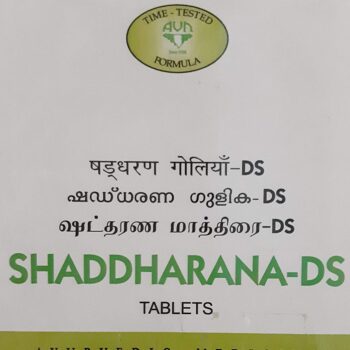 TIME - TESTED
AVN
FORMULA
षड्धरण गोलियाँ-DS
ഷഡ്ധരണ ഗുളിക-DS
ஷட்தரண மாத்திரை-DS
SHADDHARANA-DS
TABLETS